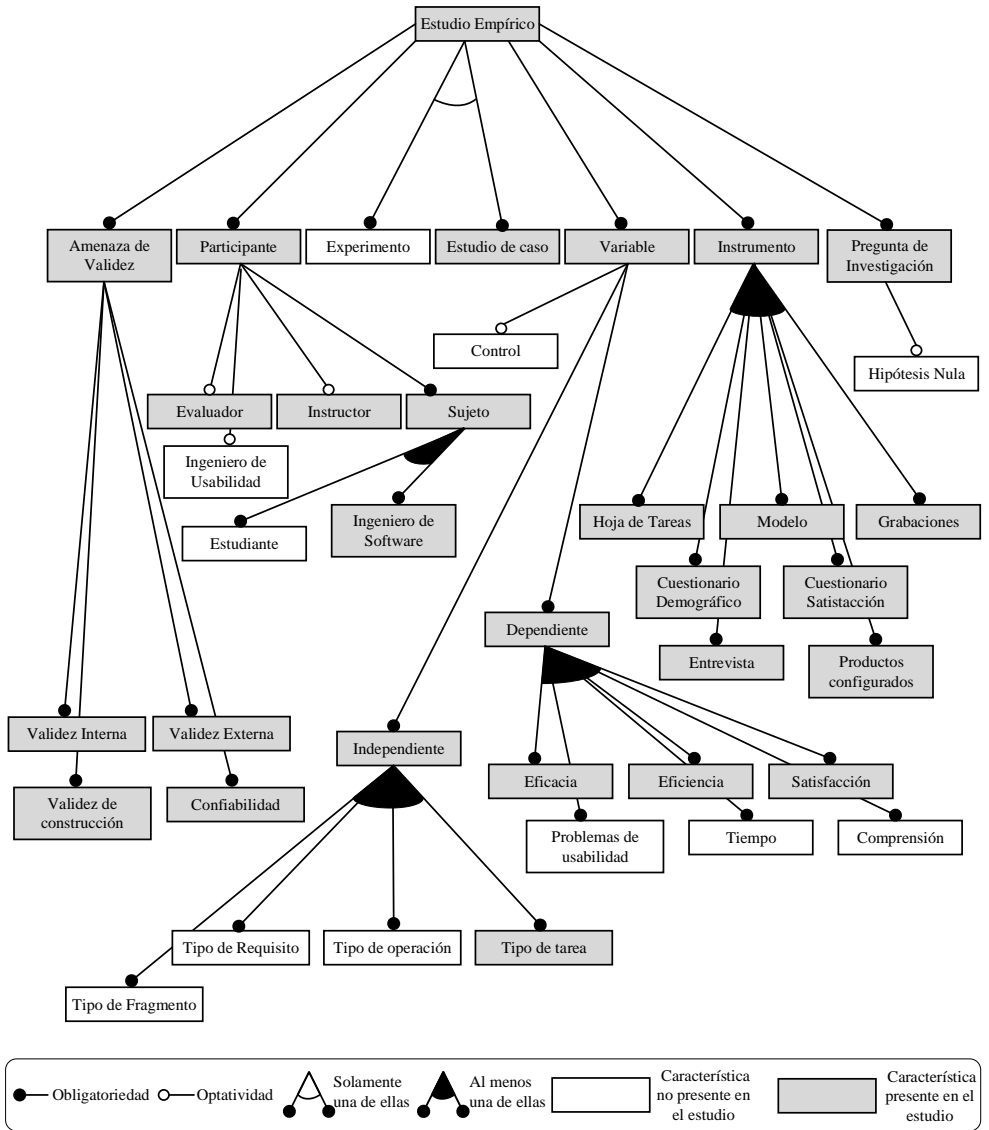 Estudio Empírico
Amenaza de
Validez
Participante
Experimento
Estudio de caso
Variable
Instrumento
Pregunta de
Investigación
Control
Hipótesis Nula
Evaluador
Instructor
Sujeto
Ingeniero de
Usabilidad
Estudiante
Ingeniero de
Software
Hoja de Tareas
Modelo
Grabaciones
Cuestionario
Demográfico
Cuestionario
Satistacción
Entrevista
Productos
configurados
Dependiente
Validez Interna
Validez Externa
Independiente
Validez de
construcción
Confiabilidad
Eficacia
Eficiencia
Satisfacción
Problemas de
usabilidad
Tiempo
Comprensión
Tipo de Requisito
Tipo de operación
Tipo de tarea
Tipo de Fragmento
Obligatoriedad
Optatividad
Solamente
una de ellas
Al menos
una de ellas
Característica
no presente en
el estudio
Característica
presente en el
estudio